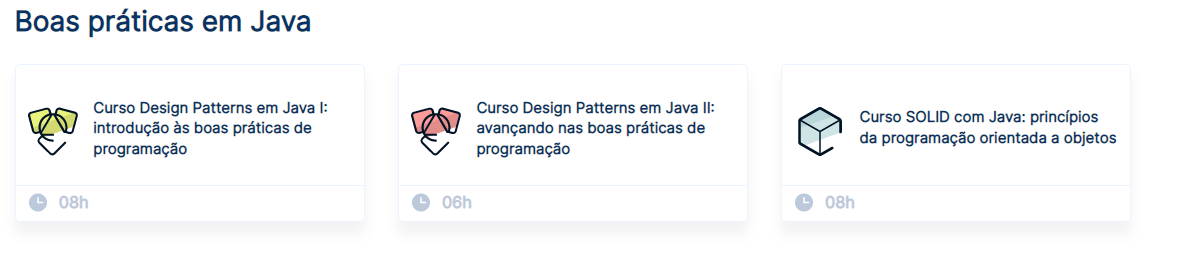 Boas práticas em Java
Curso Design Patterns em Java I:
introdução às boas práticas de
programação
08h
Curso Design Patterns em Java II:
avançando nas boas práticas de
programação
06h
Curso SOLID com Java: princípios
da programação orientada a objetos
08h